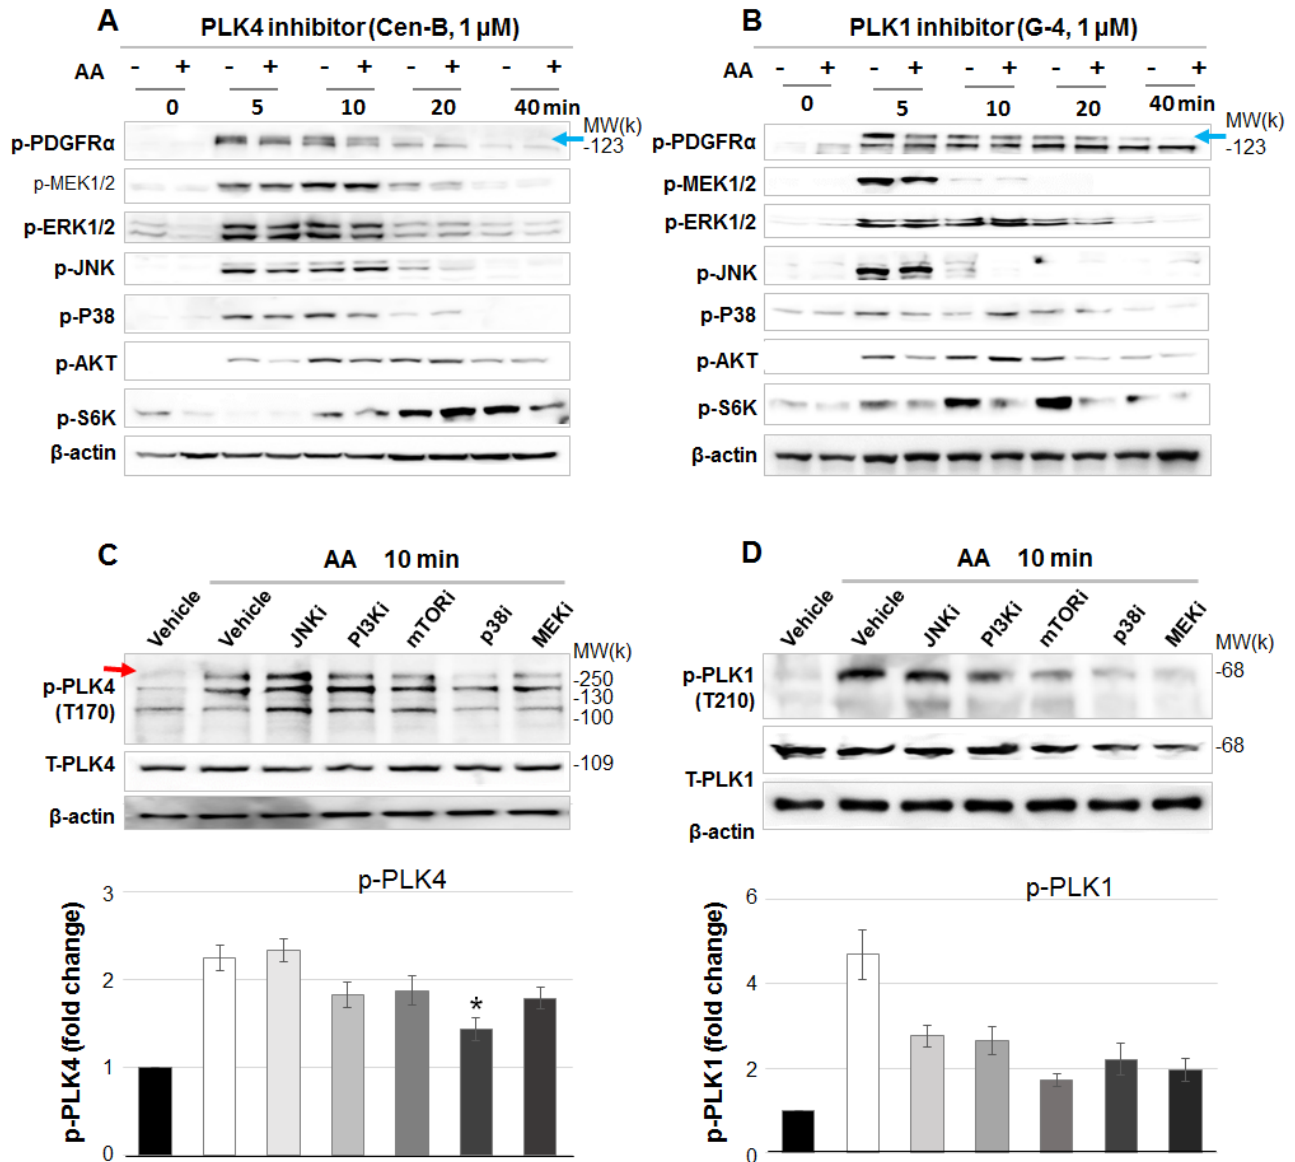 A
PLK4 inhibitor (Cen-B, 1 µM)
AA - + - + - + - + - +
0 5 10 20 40 min
MW(k)
p-PDGFRα
-123
p-MEK1/2
p-ERK1/2
p-JNK
p-P38
p-AKT
p-S6K
β-actin
B
PLK1 inhibitor (G-4, 1µM)
AA - + - + - + - + - +
0 5 10 20 40 min
MW(k)
p-PDGFRα
-123
p-MEK1/2
p-ERK1/2
p-JNK
p-P38
p-AKT
p-S6K
β-actin
C
AA 10 min
Vehicle Vehicle JNKi PI3Ki mTORi p38i MEKi
MW(k)
-250
p-PLK4
-130
(T170)
-100
T-PLK4
-109
β-actin
p-PLK4
p-PLK4 (fold change)
3
2
*
1
0
D
AA 10 min
Vehicle Vehicle JNKi PI3Ki mTORi p38i MEKi
MW(k)
p-PLK1
-68
(T210)
-68
T-PLK1
β-actin
p-PLK1
p-PLK1 (fold change)
6
4
2
0